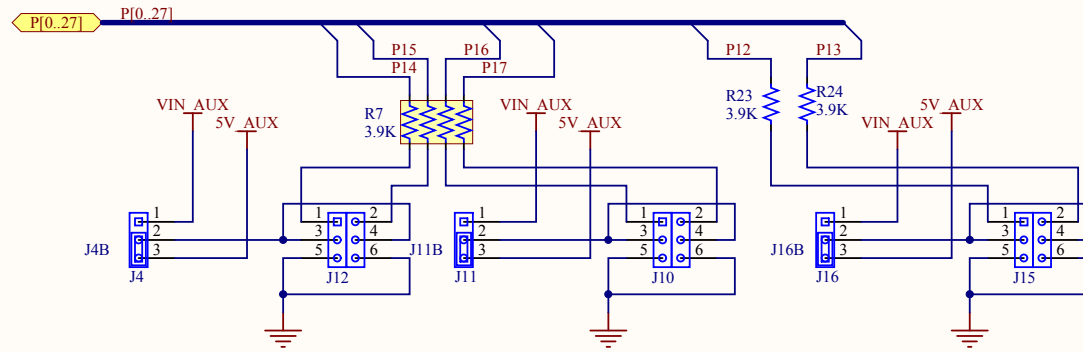 P[0..27]
P[0..27]
P15
P16
P12
P13
P14
P17
R7
3.9K
R23
3.9K
R24
3.9K
VIN_AUX
5V_AUX
VIN_AUX
5V_AUX
VIN_AUX
5V_AUX
1
2
3
J4B
J4
1
2
3
4
5
6
J12
1
2
3
J11B
J11
1
2
3
4
5
6
J10
1
2
3
J16B
J16
1
2
3
4
5
6
J15